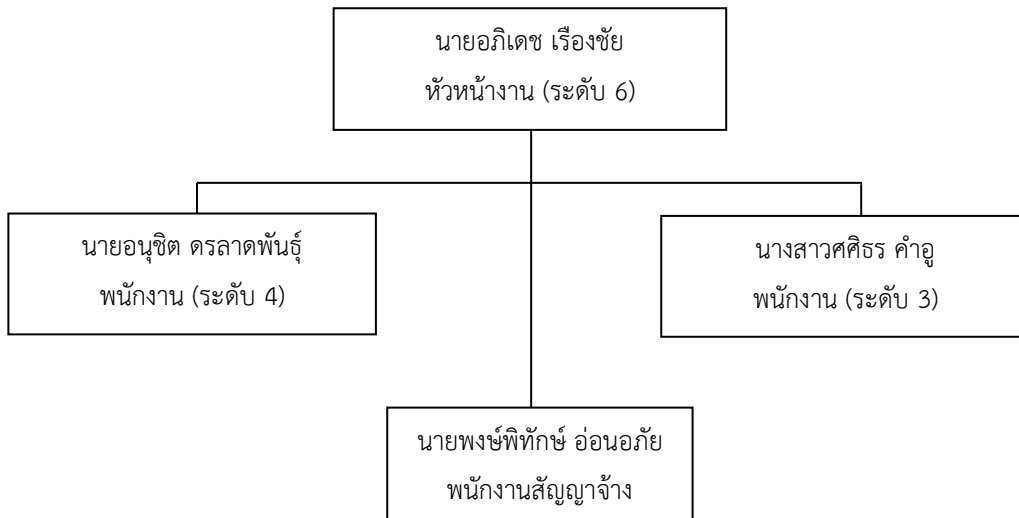 นายอภิเดช เรืองชัย
หัวหน้างาน (ระดับ 6)
นายอนุชิต ดรลาดพันธุ์
พนักงาน (ระดับ 4)
นางสาวศศิธร คำอู
พนักงาน (ระดับ 3)
นายพงษ์พิทักษ์ อ่อนอภัย
พนักงานสัญญาจ้าง